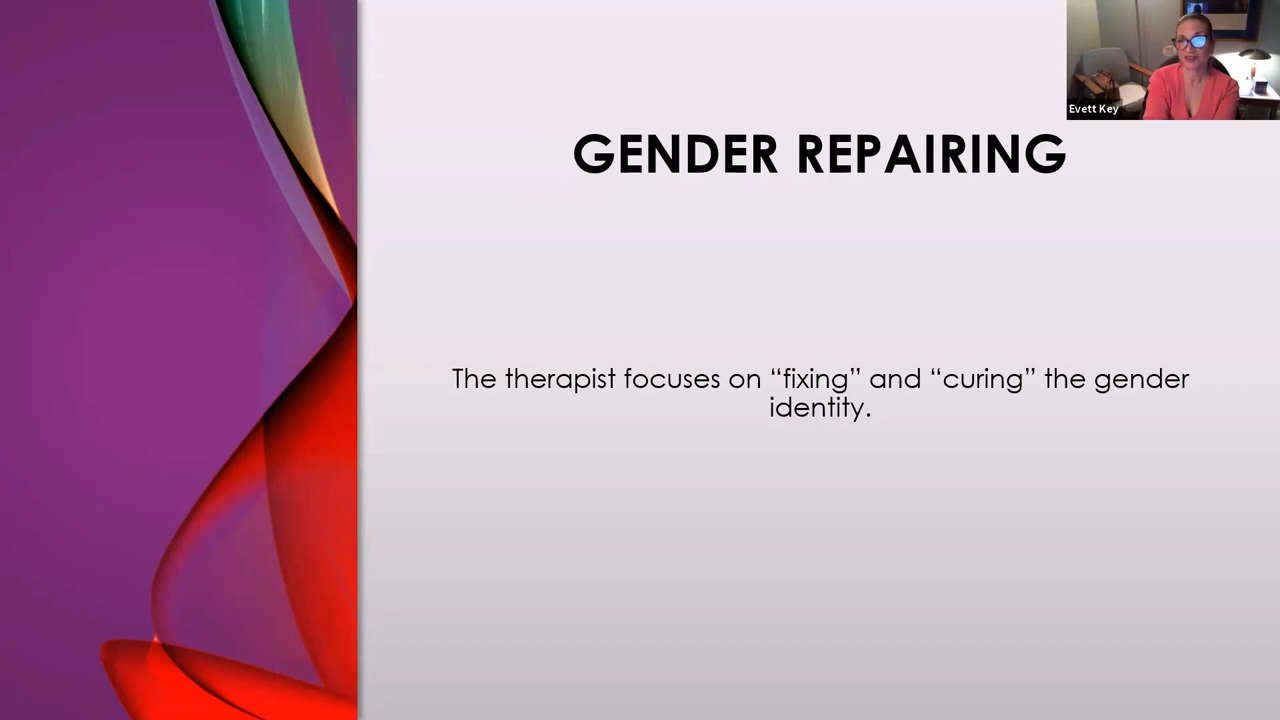 Evett Key
GENDER REPAIRING
The therapist focuses on “fixing” and “curing” the gender
identity.